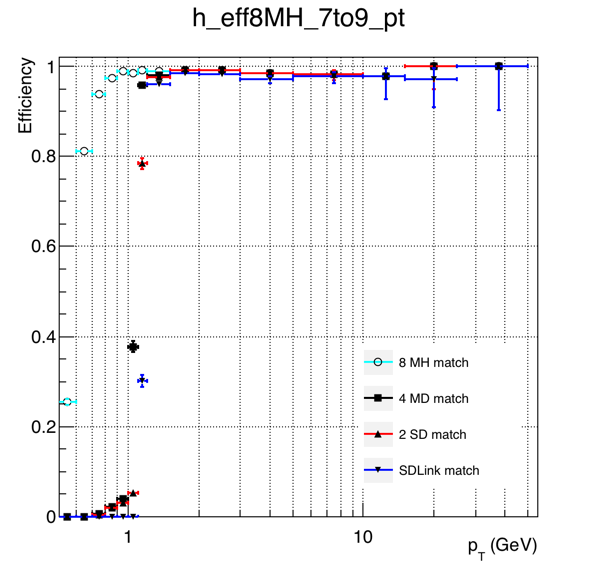 h_eff8MH_7to9_pt
Efficiency
1
0.8
0.6
0.4
0.2
0
8 MH match
4 MD match
2 SD match
SDLink match
1
10
p_T (GeV)